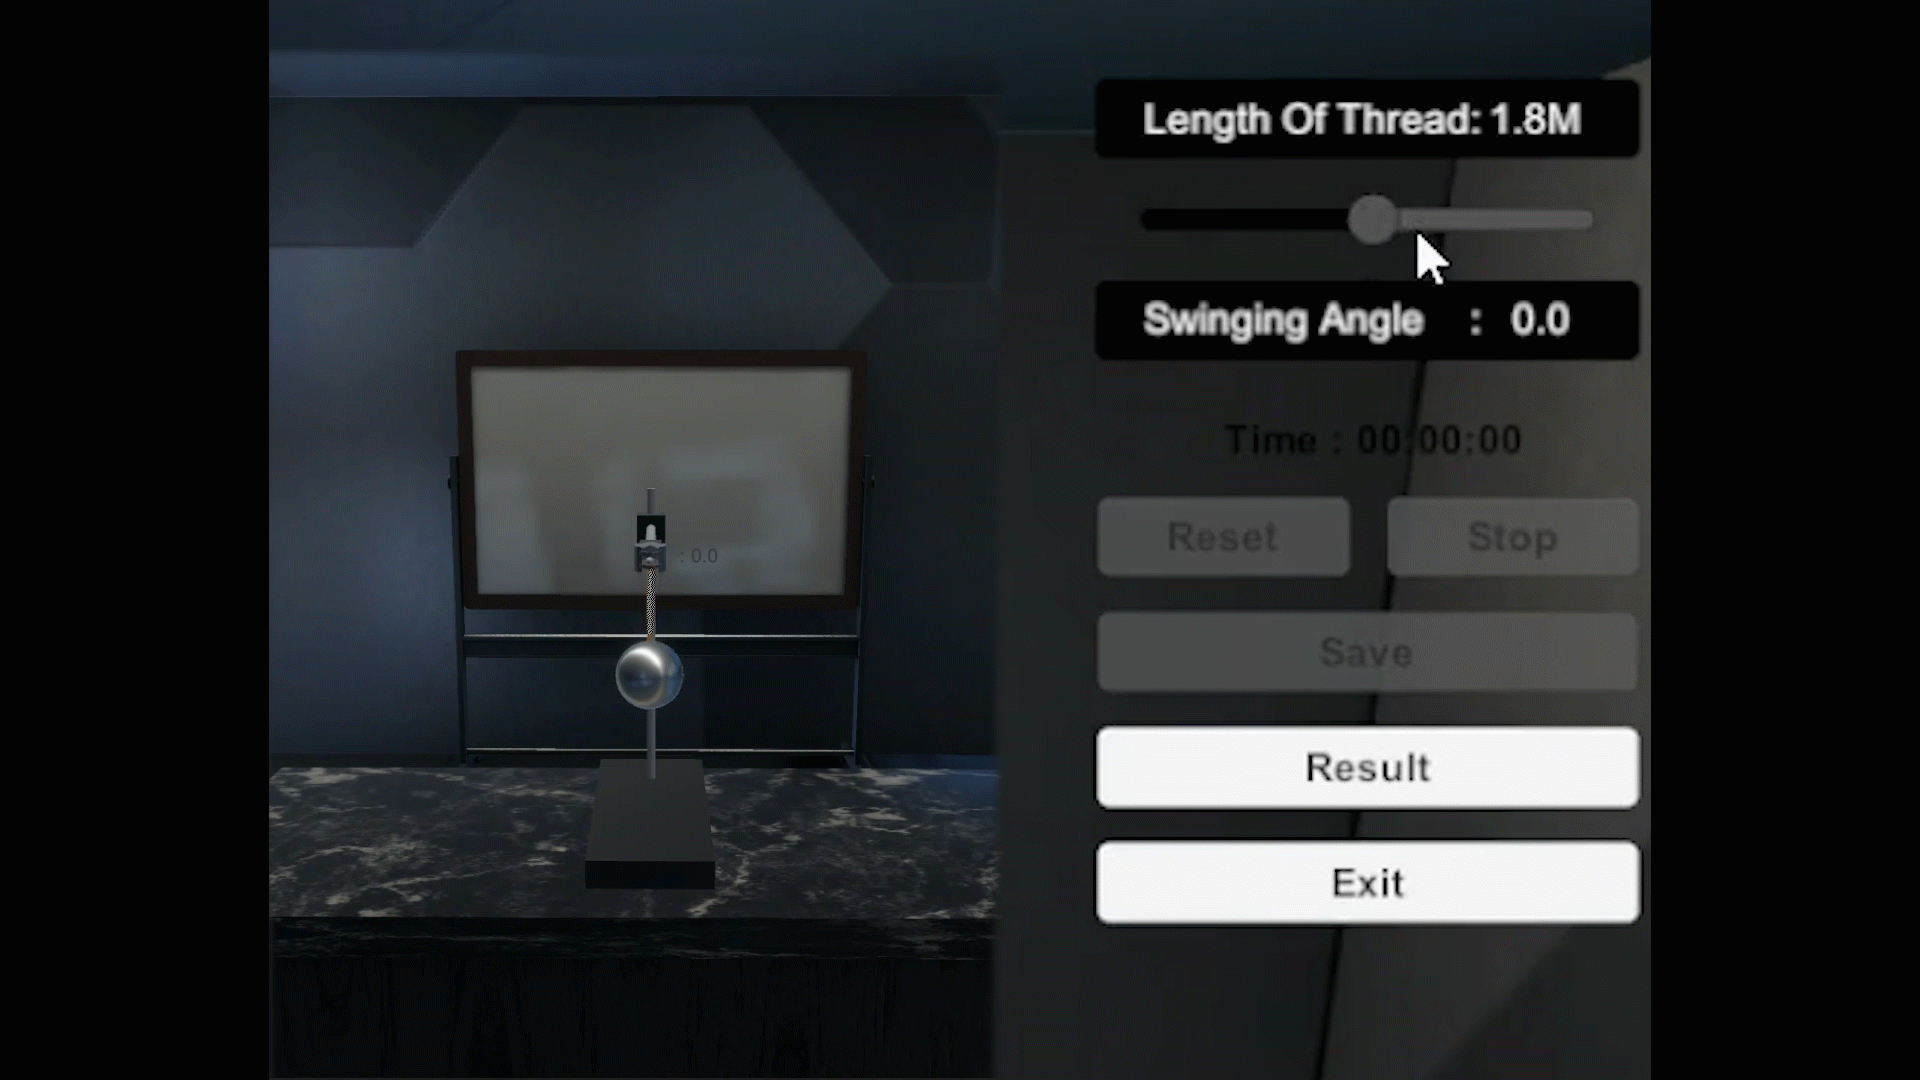 Length Of Thread: 1.8M
Swinging Angle : 0.0
Time : 00:00:00
: 0.0
Reset Stop
Save
Result
Exit